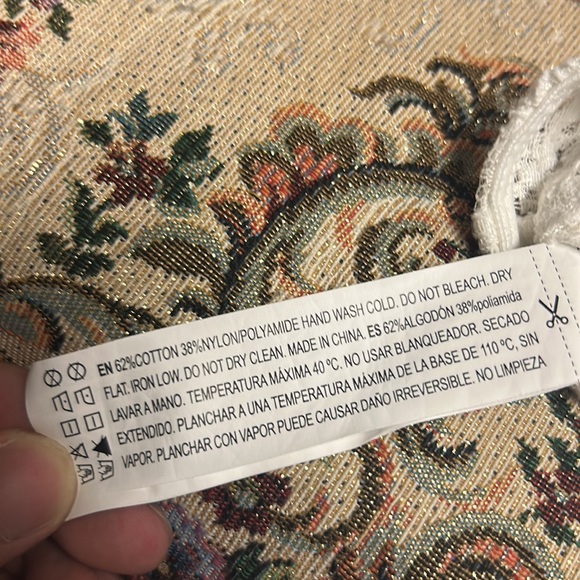 EN 62%COTTON 38%NYLON/POLYAMIDE HAND WASH COLD. DO NOT BLEACH. DRY
FLAT. IRON LOW. DO NOT DRY CLEAN. MADE IN CHINA. ES 62%ALGODÓN 38%poliamida
LAVAR A MANO. TEMPERATURA MÁXIMA 40 ºC. NO USAR BLANQUEADOR. SECADO
EXTENDIDO. PLANCHAR A UNA TEMPERATURA MÁXIMA DE LA BASE DE 110 ºC, SIN
VAPOR. PLANCHAR CON VAPOR PUEDE CAUSAR DAÑO IRREVERSIBLE. NO LIMPIEZA